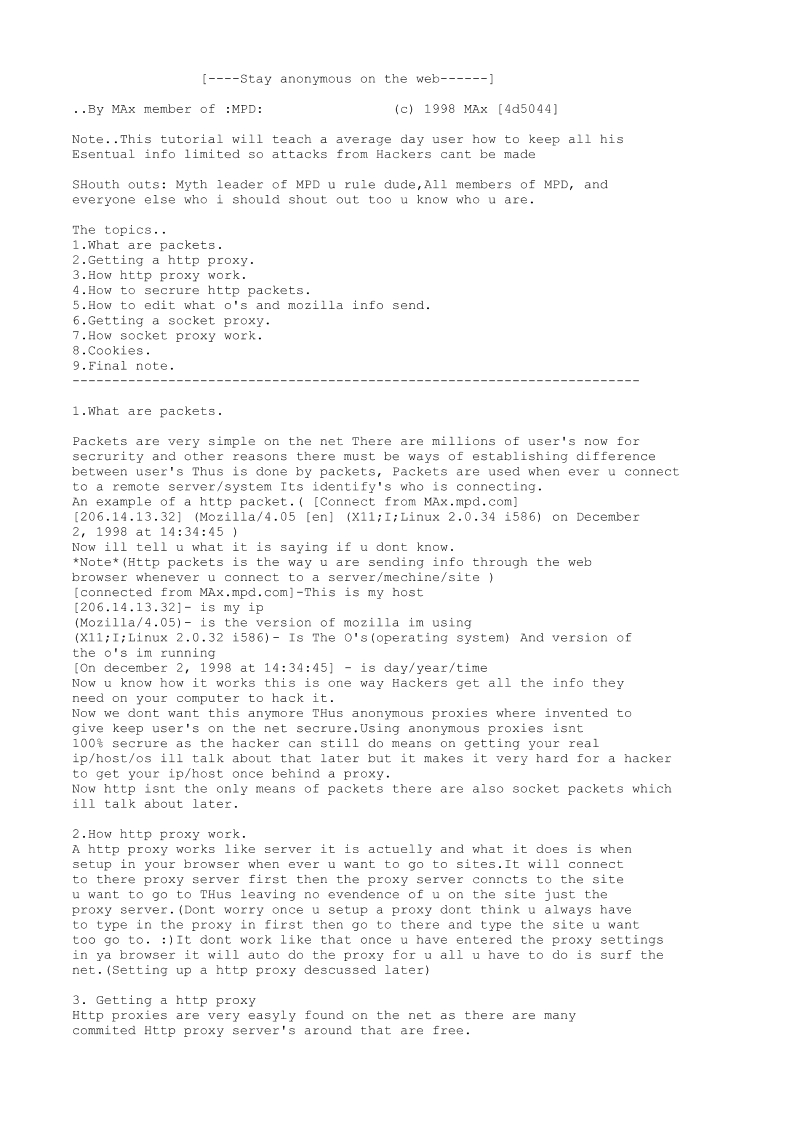 [----Stay anonymous on the web------]
..By MAx member of :MPD: (c) 1998 MAx [4d5044]
Note..This tutorial will teach a average day user how to keep all his
Esentual info limited so attacks from Hackers cant be made
SHouth outs: Myth leader of MPD u rule dude,All members of MPD, and
everyone else who i should shout out too u know who u are.
The topics..
1.What are packets.
2.Getting a http proxy.
3.How http proxy work.
4.How to secrure http packets.
5.How to edit what o's and mozilla info send.
6.Getting a socket proxy.
7.How socket proxy work.
8.Cookies.
9.Final note.
-----------------------------------------------------------------------
1.What are packets.
Packets are very simple on the net There are millions of user's now for
secrurity and other reasons there must be ways of establishing difference
between user's Thus is done by packets, Packets are used when ever u connect
to a remote server/system Its identify's who is connecting.
An example of a http packet.( [Connect from MAx.mpd.com]
[206.14.13.32] (Mozilla/4.05 [en] (X11;I;Linux 2.0.34 i586) on December
2, 1998 at 14:34:45 )
Now ill tell u what it is saying if u dont know.
*Note*(Http packets is the way u are sending info through the web
browser whenever u connect to a server/mechine/site )
[connected from MAx.mpd.com]-This is my host
[206.14.13.32]- is my ip
(Mozilla/4.05)- is the version of mozilla im using
(X11;I;Linux 2.0.32 i586)- Is The O's(operating system) And version of
the o's im running
[On december 2, 1998 at 14:34:45] - is day/year/time
Now u know how it works this is one way Hackers get all the info they
need on your computer to hack it.
Now we dont want this anymore THus anonymous proxies where invented to
give keep user's on the net secrure.Using anonymous proxies isnt
100% secrure as the hacker can still do means on getting your real
ip/host/os ill talk about that later but it makes it very hard for a hacker
to get your ip/host once behind a proxy.
Now http isnt the only means of packets there are also socket packets which
ill talk about later.
2.How http proxy work.
A http proxy works like server it is actuelly and what it does is when
setup in your browser when ever u want to go to sites.It will connect
to there proxy server first then the proxy server conncts to the site
u want to go to THus leaving no evendence of u on the site just the
proxy server.(Dont worry once u setup a proxy dont think u always have
to type in the proxy in first then go to there and type the site u want
too go to. :)It dont work like that once u have entered the proxy settings
in ya browser it will auto do the proxy for u all u have to do is surf the
net.(Setting up a http proxy descussed later)
3. Getting a http proxy
Http proxies are very easyly found on the net as there are many
commited Http proxy server's around that are free.